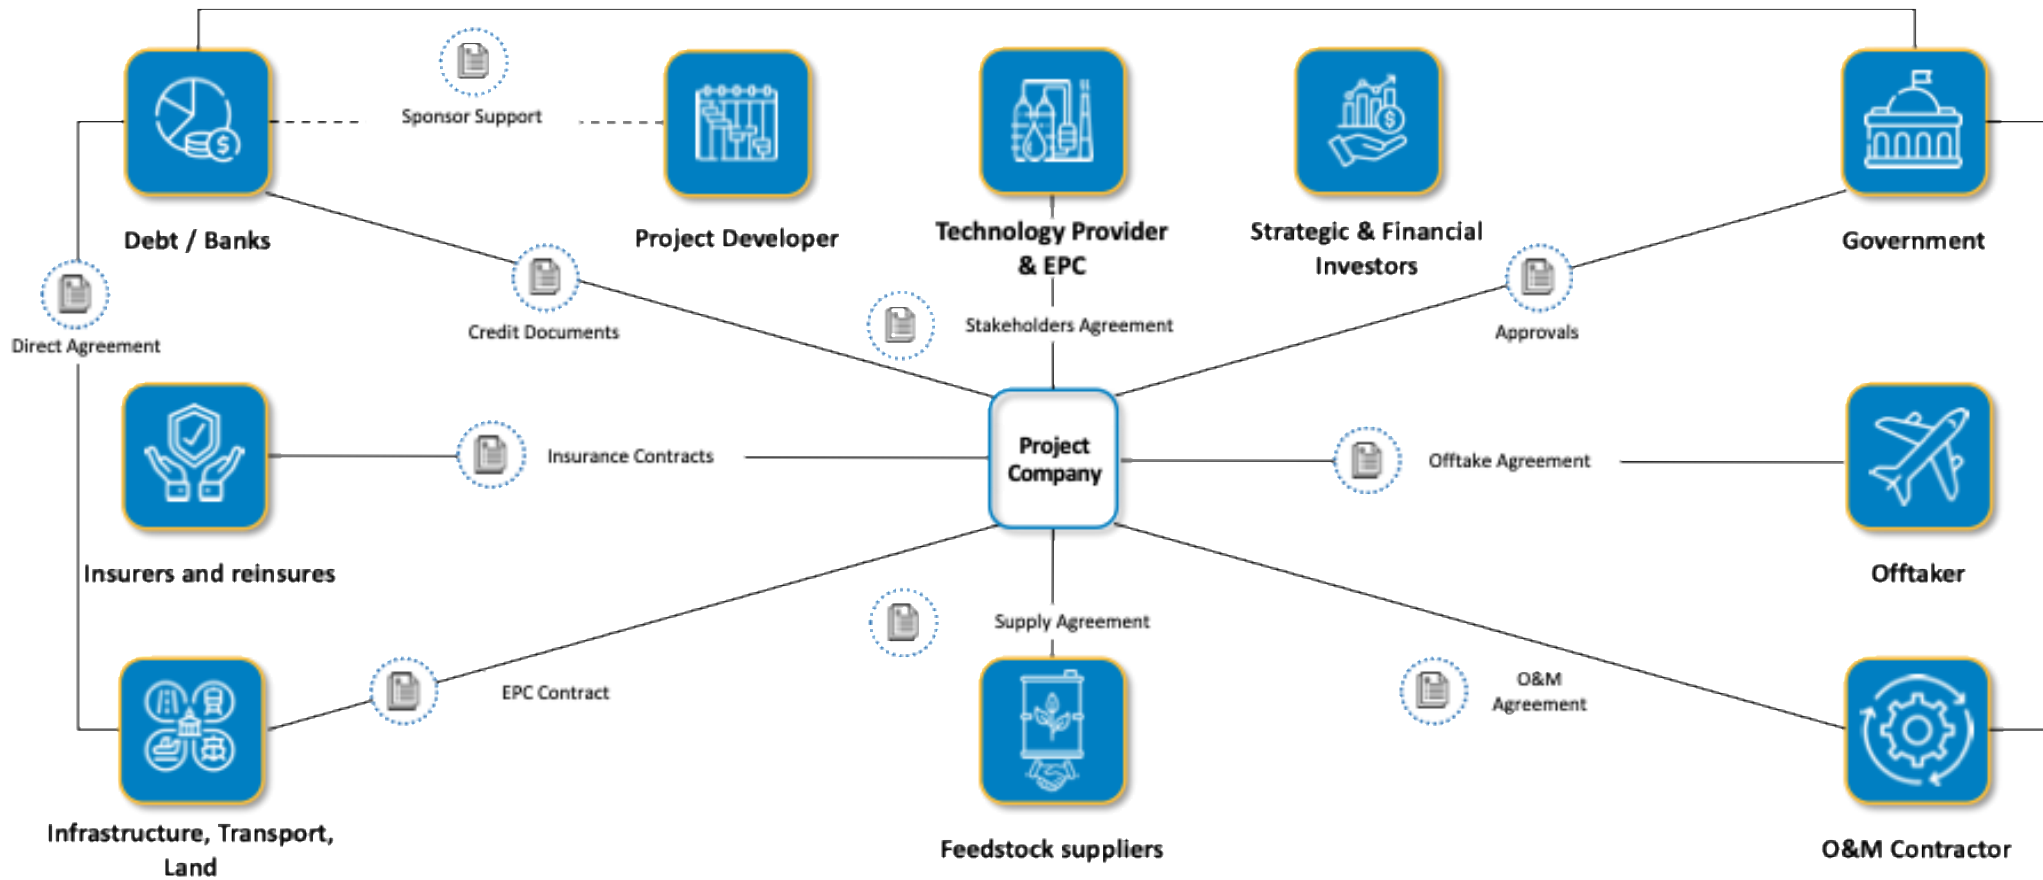 Sponsor Support
Debt / Banks
Project Developer
Technology Provider
& EPC
Strategic & Financial
Investors
Government
Direct Agreement
Credit Documents
Stakeholders Agreement
Approvals
Insurance Contracts
Project
Company
Offtake Agreement
Insurers and reinsures
Offtaker
EPC Contract
Supply Agreement
O&M
Agreement
Infrastructure, Transport,
Land
Feedstock suppliers
O&M Contractor